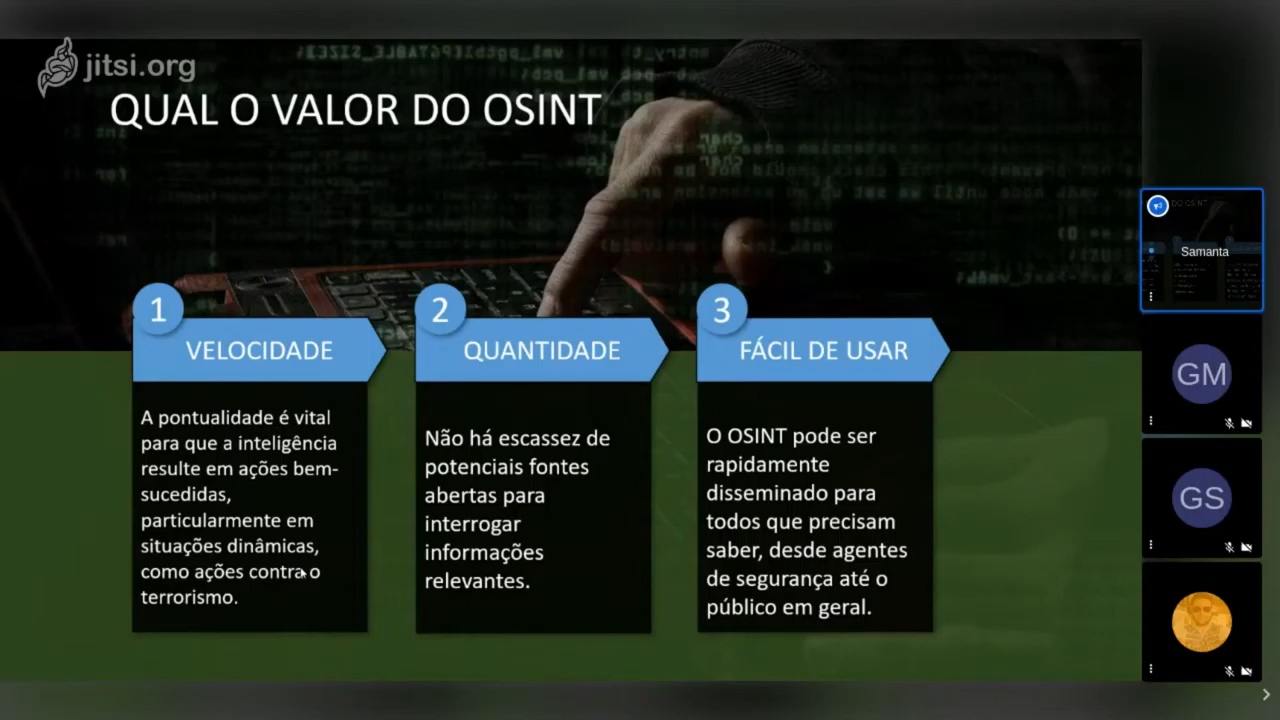 jitsi.org
QUAL O VALOR DO OSINT
1
VELOCIDADE
A pontualidade é vital
para que a inteligência
resulte em ações bem-
sucedidas,
particularmente em
situações dinâmicas,
como ações contra o
terrorismo.
2
QUANTIDADE
Não há escassez de
potenciais fontes
abertas para
interrogar
informações
relevantes.
3
FÁCIL DE USAR
O OSINT pode ser
rapidamente
disseminado para
todos que precisam
saber, desde agentes
de segurança até o
público em geral.
Samanta
GM
GS